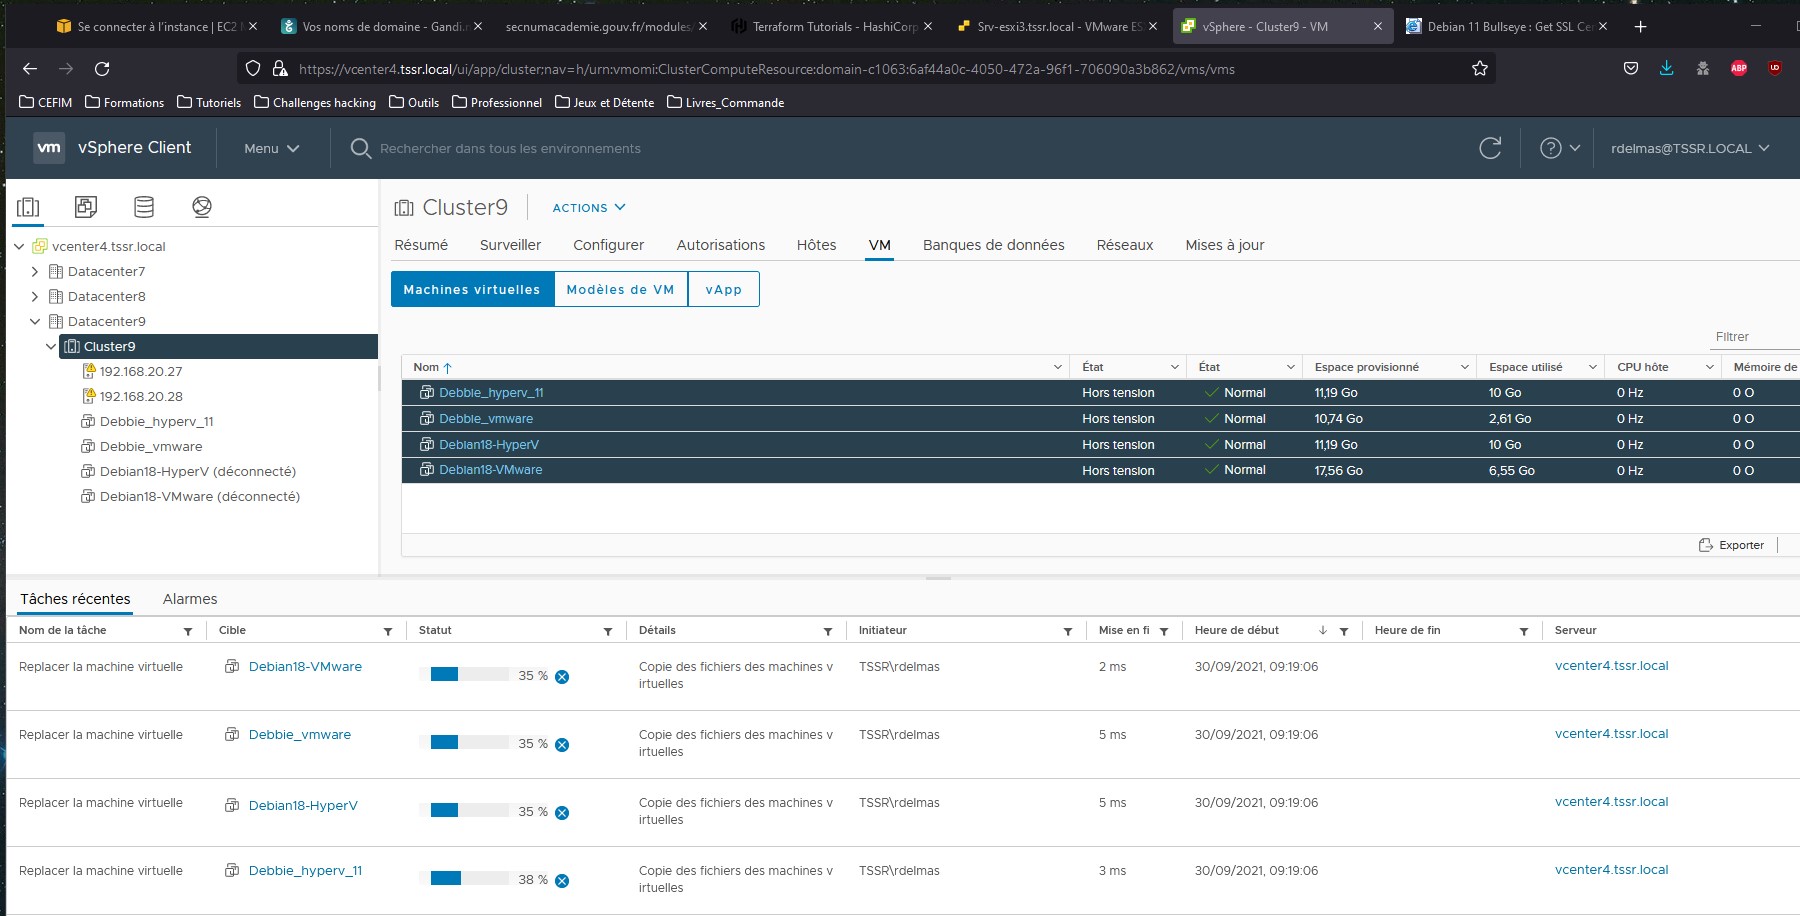 Se connecter à l'instance | EC2 M
Vos noms de domaine - Gandi.n
secnumacademie.gouv.fr/modules/
Terraform Tutorials - HashiCorp
Srv-esxi3.tssr.local - VMware ES
vSphere - Cluster9 - VM
Debian 11 Bullseye : Get SSL Cer
https://vcenter4.tssr.local/ui/app/cluster;nav=h/urn:vmomi:ClusterComputeResource:domain-c1063:6af44a0c-4050-472a-96f1-706090a3b862/vms/vms
ABP
CEFIM Formations Tutoriels Challenges hacking Outils Professionnel Jeux et Détente Livres_Commande
vm vSphere Client Menu Rechercher dans tous les environnements rdelmas@TSSR.LOCAL
vcenter4.tssr.local
Datacenter7
Datacenter8
Datacenter9
Cluster9
192.168.20.27
192.168.20.28
Debbie_hyperv_11
Debbie_vmware
Debian18-HyperV (déconnecté)
Debian18-VMware (déconnecté)
Cluster9 ACTIONS
Résumé Surveiller Configurer Autorisations Hôtes VM Banques de données Réseaux Mises à jour
Machines virtuelles Modèles de VM vApp
Filtrer
Nom État État Espace provisionné Espace utilisé CPU hôte Mémoire de
Debbie_hyperv_11 Hors tension Normal 11,19 Go 10 Go 0 Hz 0 O
Debbie_vmware Hors tension Normal 10,74 Go 2,61 Go 0 Hz 0 O
Debian18-HyperV Hors tension Normal 11,19 Go 10 Go 0 Hz 0 O
Debian18-VMware Hors tension Normal 17,56 Go 6,55 Go 0 Hz 0 O
Exporter
Tâches récentes Alarmes
Nom de la tâche Cible Statut Détails Initiateur Mise en fi Heure de début Heure de fin Serveur
Replacer la machine virtuelle Debian18-VMware 35 % Copie des fichiers des machines v TSSR\rdelmas 2 ms 30/09/2021, 09:19:06 vcenter4.tssr.local
irtuelles
Replacer la machine virtuelle Debbie_vmware 35 % Copie des fichiers des machines v TSSR\rdelmas 5 ms 30/09/2021, 09:19:06 vcenter4.tssr.local
irtuelles
Replacer la machine virtuelle Debian18-HyperV 35 % Copie des fichiers des machines v TSSR\rdelmas 5 ms 30/09/2021, 09:19:06 vcenter4.tssr.local
irtuelles
Replacer la machine virtuelle Debbie_hyperv_11 38 % Copie des fichiers des machines v TSSR\rdelmas 3 ms 30/09/2021, 09:19:06 vcenter4.tssr.local
irtuelles